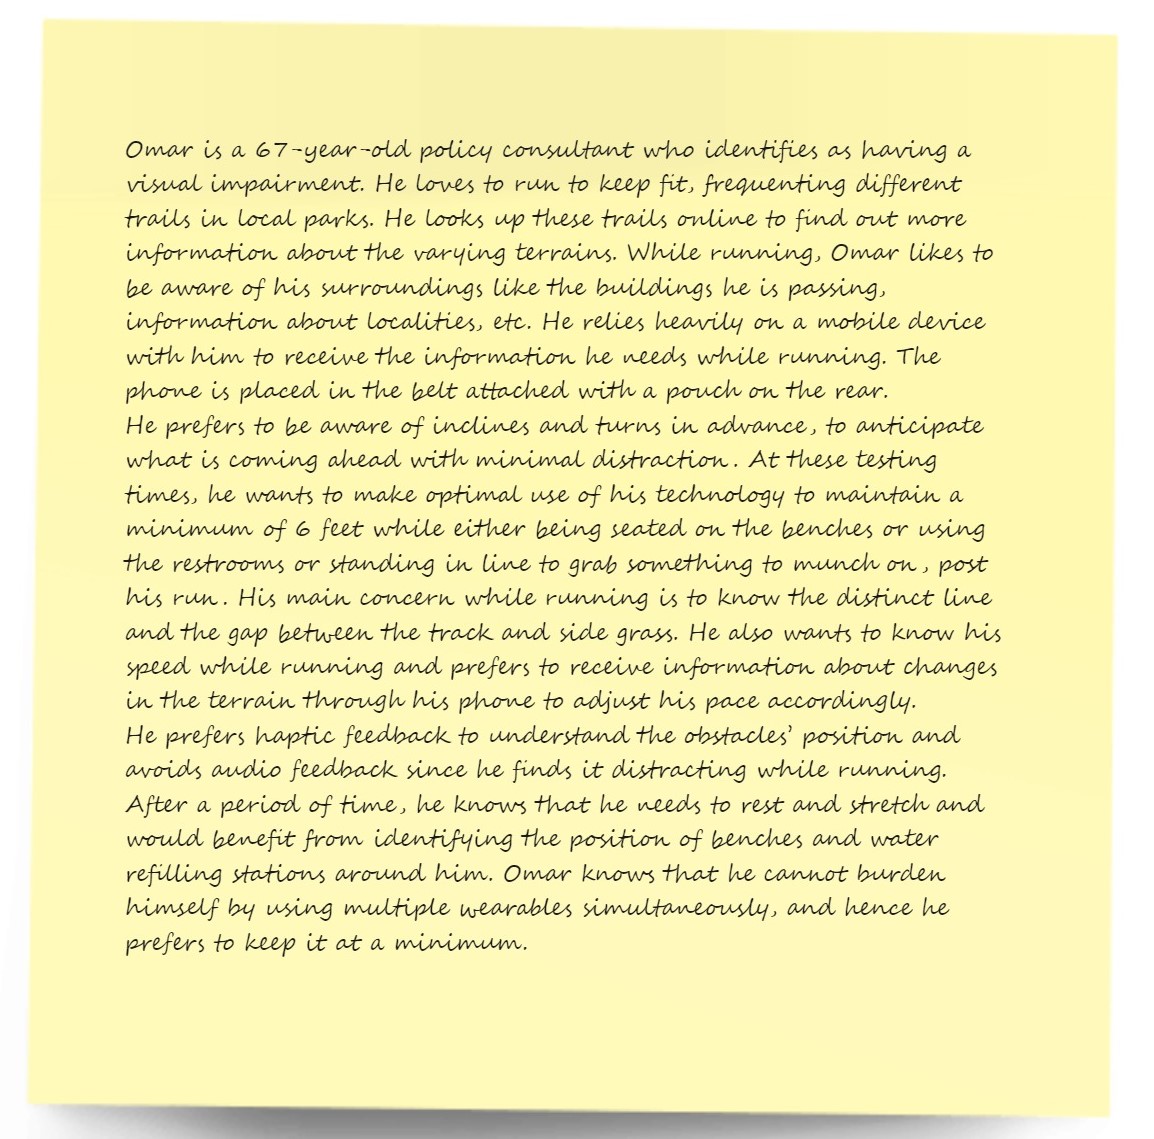 Omar is a 67-year-old policy consultant who identifies as having a
visual impairment. He loves to run to keep fit, frequenting different
trails in local parks. He looks up these trails online to find out more
information about the varying terrains. While running, Omar likes to
be aware of his surroundings like the buildings he is passing,
information about localities, etc. He relies heavily on a mobile device
with him to receive the information he needs while running. The
phone is placed in the belt attached with a pouch on the rear.
He prefers to be aware of inclines and turns in advance, to anticipate
what is coming ahead with minimal distraction. At these testing
times, he wants to make optimal use of his technology to maintain a
minimum of 6 feet while either being seated on the benches or using
the restrooms or standing in line to grab something to munch on, post
his run. His main concern while running is to know the distinct line
and the gap between the track and side grass. He also wants to know his
speed while running and prefers to receive information about changes
in the terrain through his phone to adjust his pace accordingly.
He prefers haptic feedback to understand the obstacles' position and
avoids audio feedback since he finds it distracting while running.
After a period of time, he knows that he needs to rest and stretch and
would benefit from identifying the position of benches and water
refilling stations around him. Omar knows that he cannot burden
himself by using multiple wearables simultaneously, and hence he
prefers to keep it at a minimum.